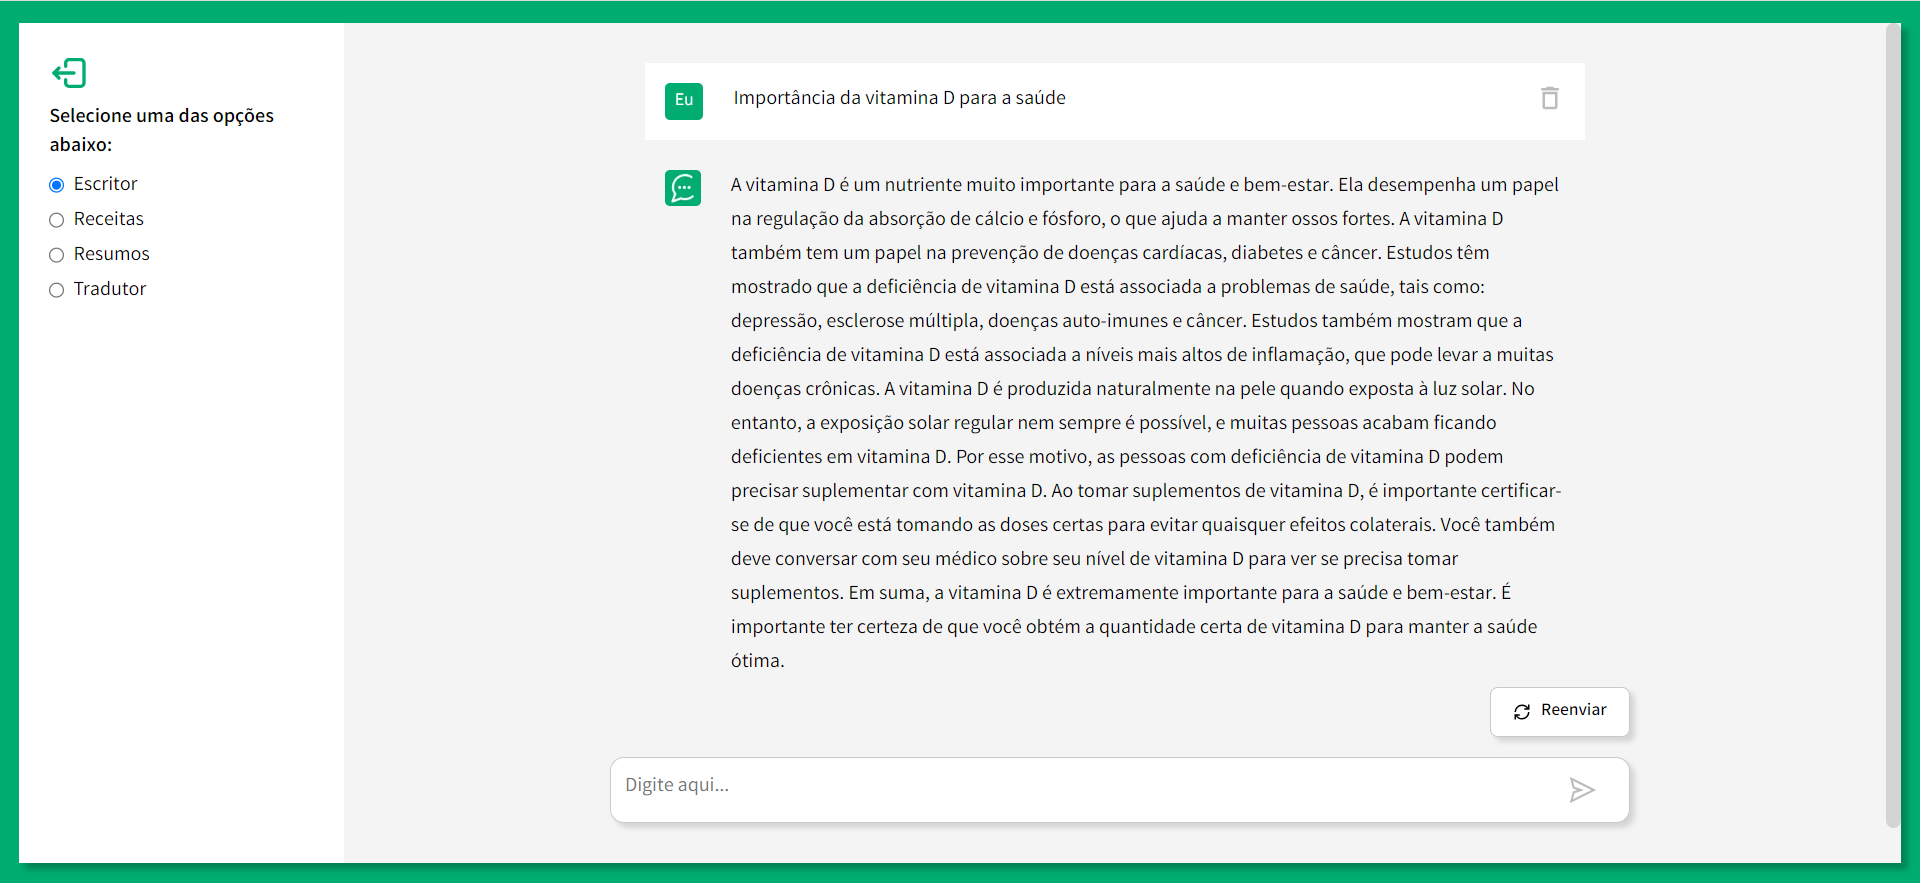 Selecione uma das opções
abaixo:
Escritor
Receitas
Resumos
Tradutor
Eu
Importância da vitamina D para a saúde
A vitamina D é um nutriente muito importante para a saúde e bem-estar. Ela desempenha um papel
na regulação da absorção de cálcio e fósforo, o que ajuda a manter ossos fortes. A vitamina D
também tem um papel na prevenção de doenças cardíacas, diabetes e câncer. Estudos têm
mostrado que a deficiência de vitamina D está associada a problemas de saúde, tais como:
depressão, esclerose múltipla, doenças auto-imunes e câncer. Estudos também mostram que a
deficiência de vitamina D está associada a níveis mais altos de inflamação, que pode levar a muitas
doenças crônicas. A vitamina D é produzida naturalmente na pele quando exposta à luz solar. No
entanto, a exposição solar regular nem sempre é possível, e muitas pessoas acabam ficando
deficientes em vitamina D. Por esse motivo, as pessoas com deficiência de vitamina D podem
precisar suplementar com vitamina D. Ao tomar suplementos de vitamina D, é importante certificar-
se de que você está tomando as doses certas para evitar quaisquer efeitos colaterais. Você também
deve conversar com seu médico sobre seu nível de vitamina D para ver se precisa tomar
suplementos. Em suma, a vitamina D é extremamente importante para a saúde e bem-estar. É
importante ter certeza de que você obtém a quantidade certa de vitamina D para manter a saúde
ótima.
Reenviar
Digite aqui...